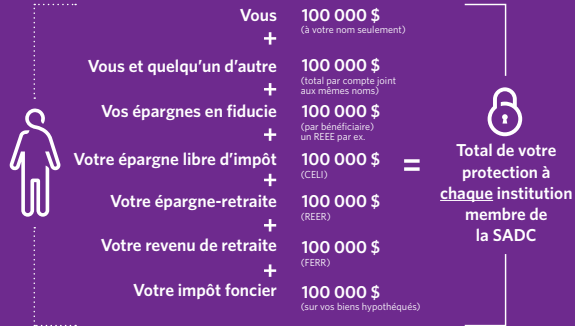 Vous 100 000 $
(à votre nom seulement)
+
Vous et quelqu'un d'autre 100 000 $
(total par compte joint
aux mêmes noms)
+
Vos épargnes en fiducie 100 000 $
(par bénéficiaire)
un REEE par ex.
+
Votre épargne libre d'impôt 100 000 $
(CELI)
+
Votre épargne-retraite 100 000 $
(REER)
+
Votre revenu de retraite 100 000 $
(FERR)
+
Votre impôt foncier 100 000 $
(sur vos biens hypothéqués)
=
Total de votre
protection à
chaque institution
membre de
la SADC